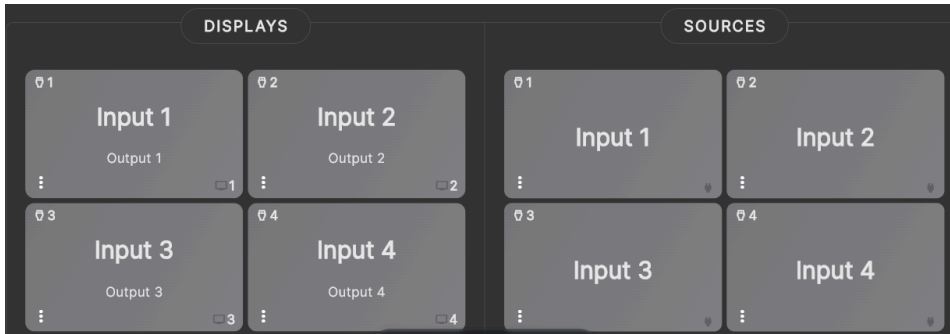 DISPLAYS
1
Input 1
Output 1
1
2
Input 2
Output 2
2
3
Input 3
Output 3
3
4
Input 4
Output 4
4
SOURCES
1
Input 1
2
Input 2
3
Input 3
4
Input 4